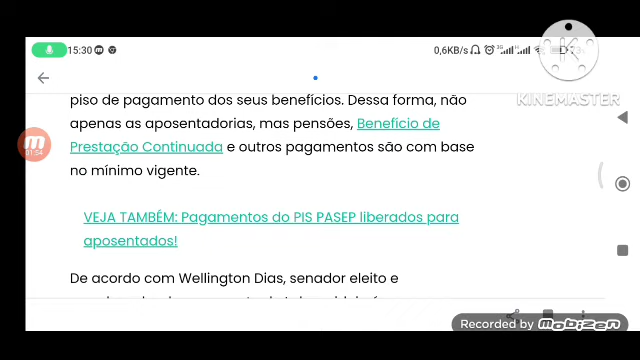 15:30
0,6KB/s
KINEMASTER
piso de pagamento dos seus benefícios. Dessa forma, não
apenas as aposentadorias, mas pensões, Benefício de
Prestação Continuada e outros pagamentos são com base
no mínimo vigente.
01:54
VEJA TAMBÉM: Pagamentos do PIS PASEP liberados para
aposentados!
De acordo com Wellington Dias, senador eleito e
Recorded by mobizen